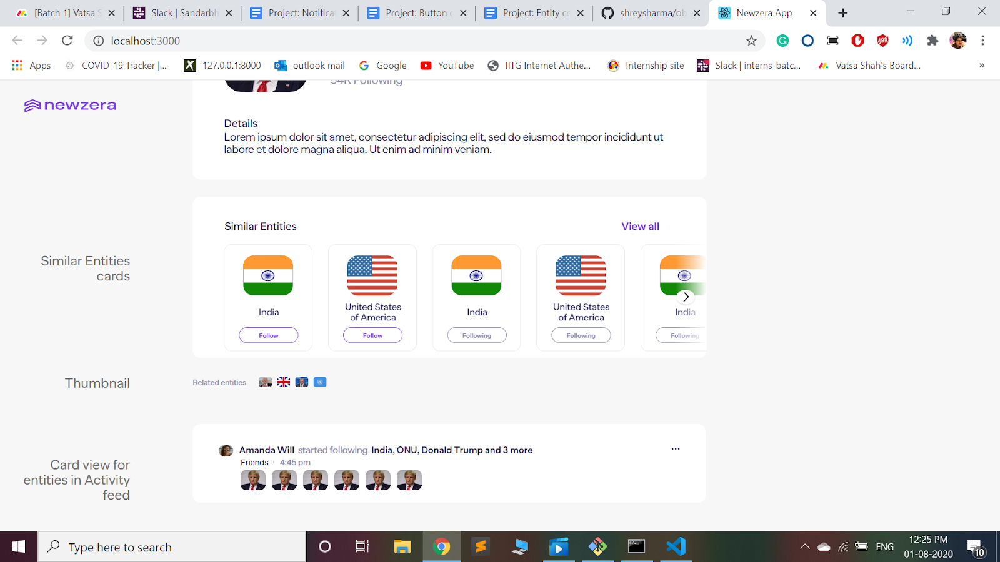 [Batch 1] Vatsa S
Slack | Sandarbh
Project: Notificat
Project: Button c
Project: Entity co
shreysharma/ob
Newzera App
localhost:3000
Apps
COVID-19 Tracker |...
127.0.0.1:8000
outlook mail
Google
YouTube
IITG Internet Authe...
Internship site
Slack | interns-batc...
Vatsa Shah's Board...
»
newzera
54K Following
Details
Lorem ipsum dolor sit amet, consectetur adipiscing elit, sed do eiusmod tempor incididunt ut
labore et dolore magna aliqua. Ut enim ad minim veniam.
Similar Entities
cards
Similar Entities
View all
India
Follow
United States
of America
Follow
India
Following
United States
of America
Following
India
Following
Thumbnail
Related entities
Card view for
entities in Activity
feed
Amanda Will started following India, ONU, Donald Trump and 3 more
Friends · 4:45 pm
Type here to search
ENG
12:25 PM
01-08-2020
10